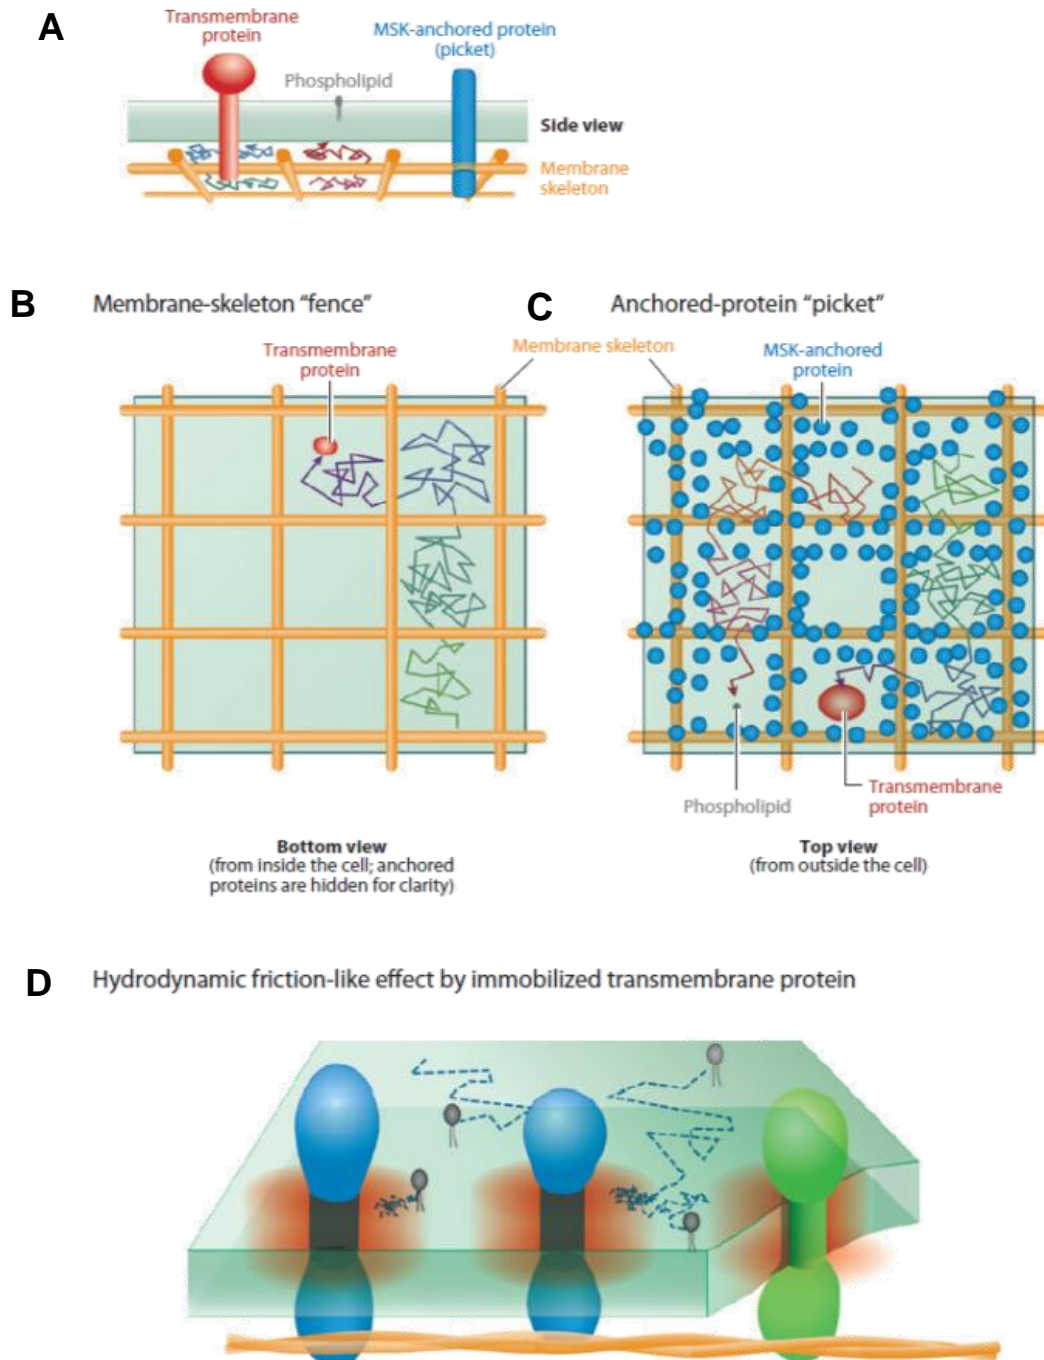 A
Transmembrane
protein
MSK-anchored protein
(picket)
Phospholipid
Side view
Membrane
skeleton
B
Membrane-skeleton “fence”
C
Anchored-protein “picket”
Transmembrane
protein
Membrane skeleton
MSK-anchored
protein
Phospholipid
Transmembrane
protein
Bottom view
(from inside the cell; anchored
proteins are hidden for clarity)
Top view
(from outside the cell)
D
Hydrodynamic friction-like effect by immobilized transmembrane protein